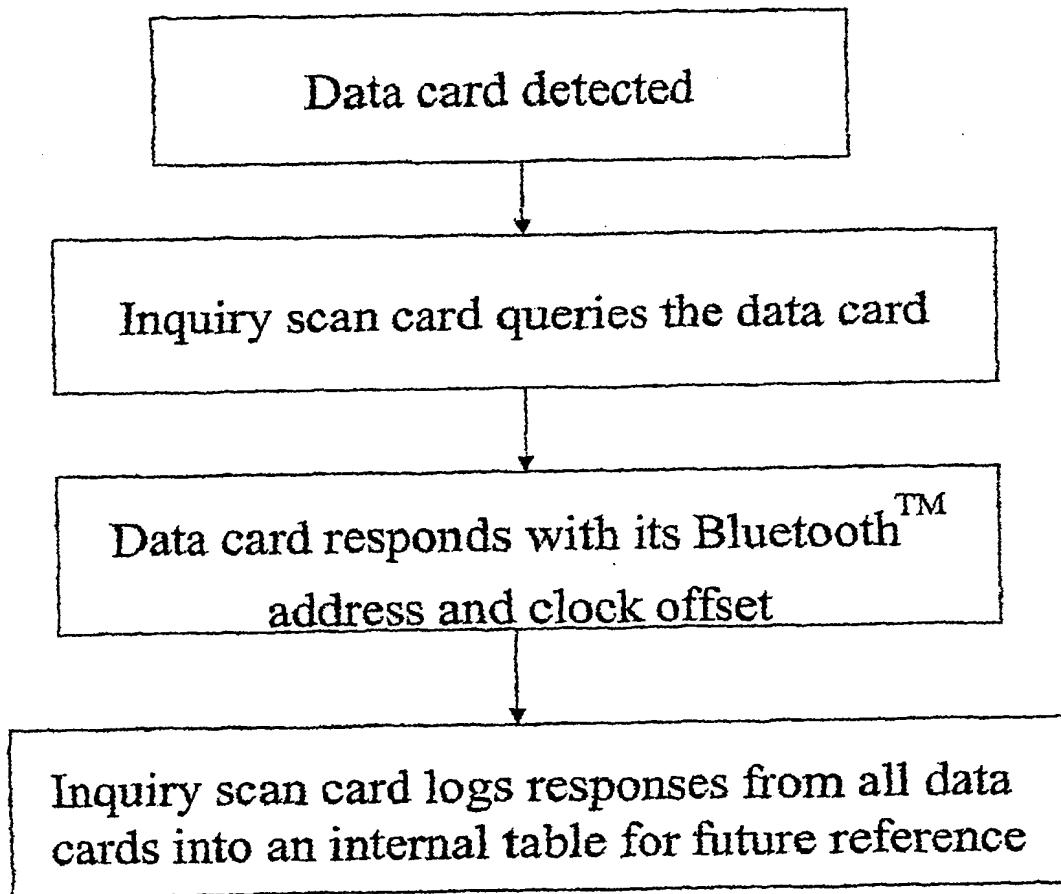 Data card detected
Inquiry scan card queries the data card
Data card responds with its Bluetooth™
address and clock offset
Inquiry scan card logs responses from all data
cards into an internal table for future reference